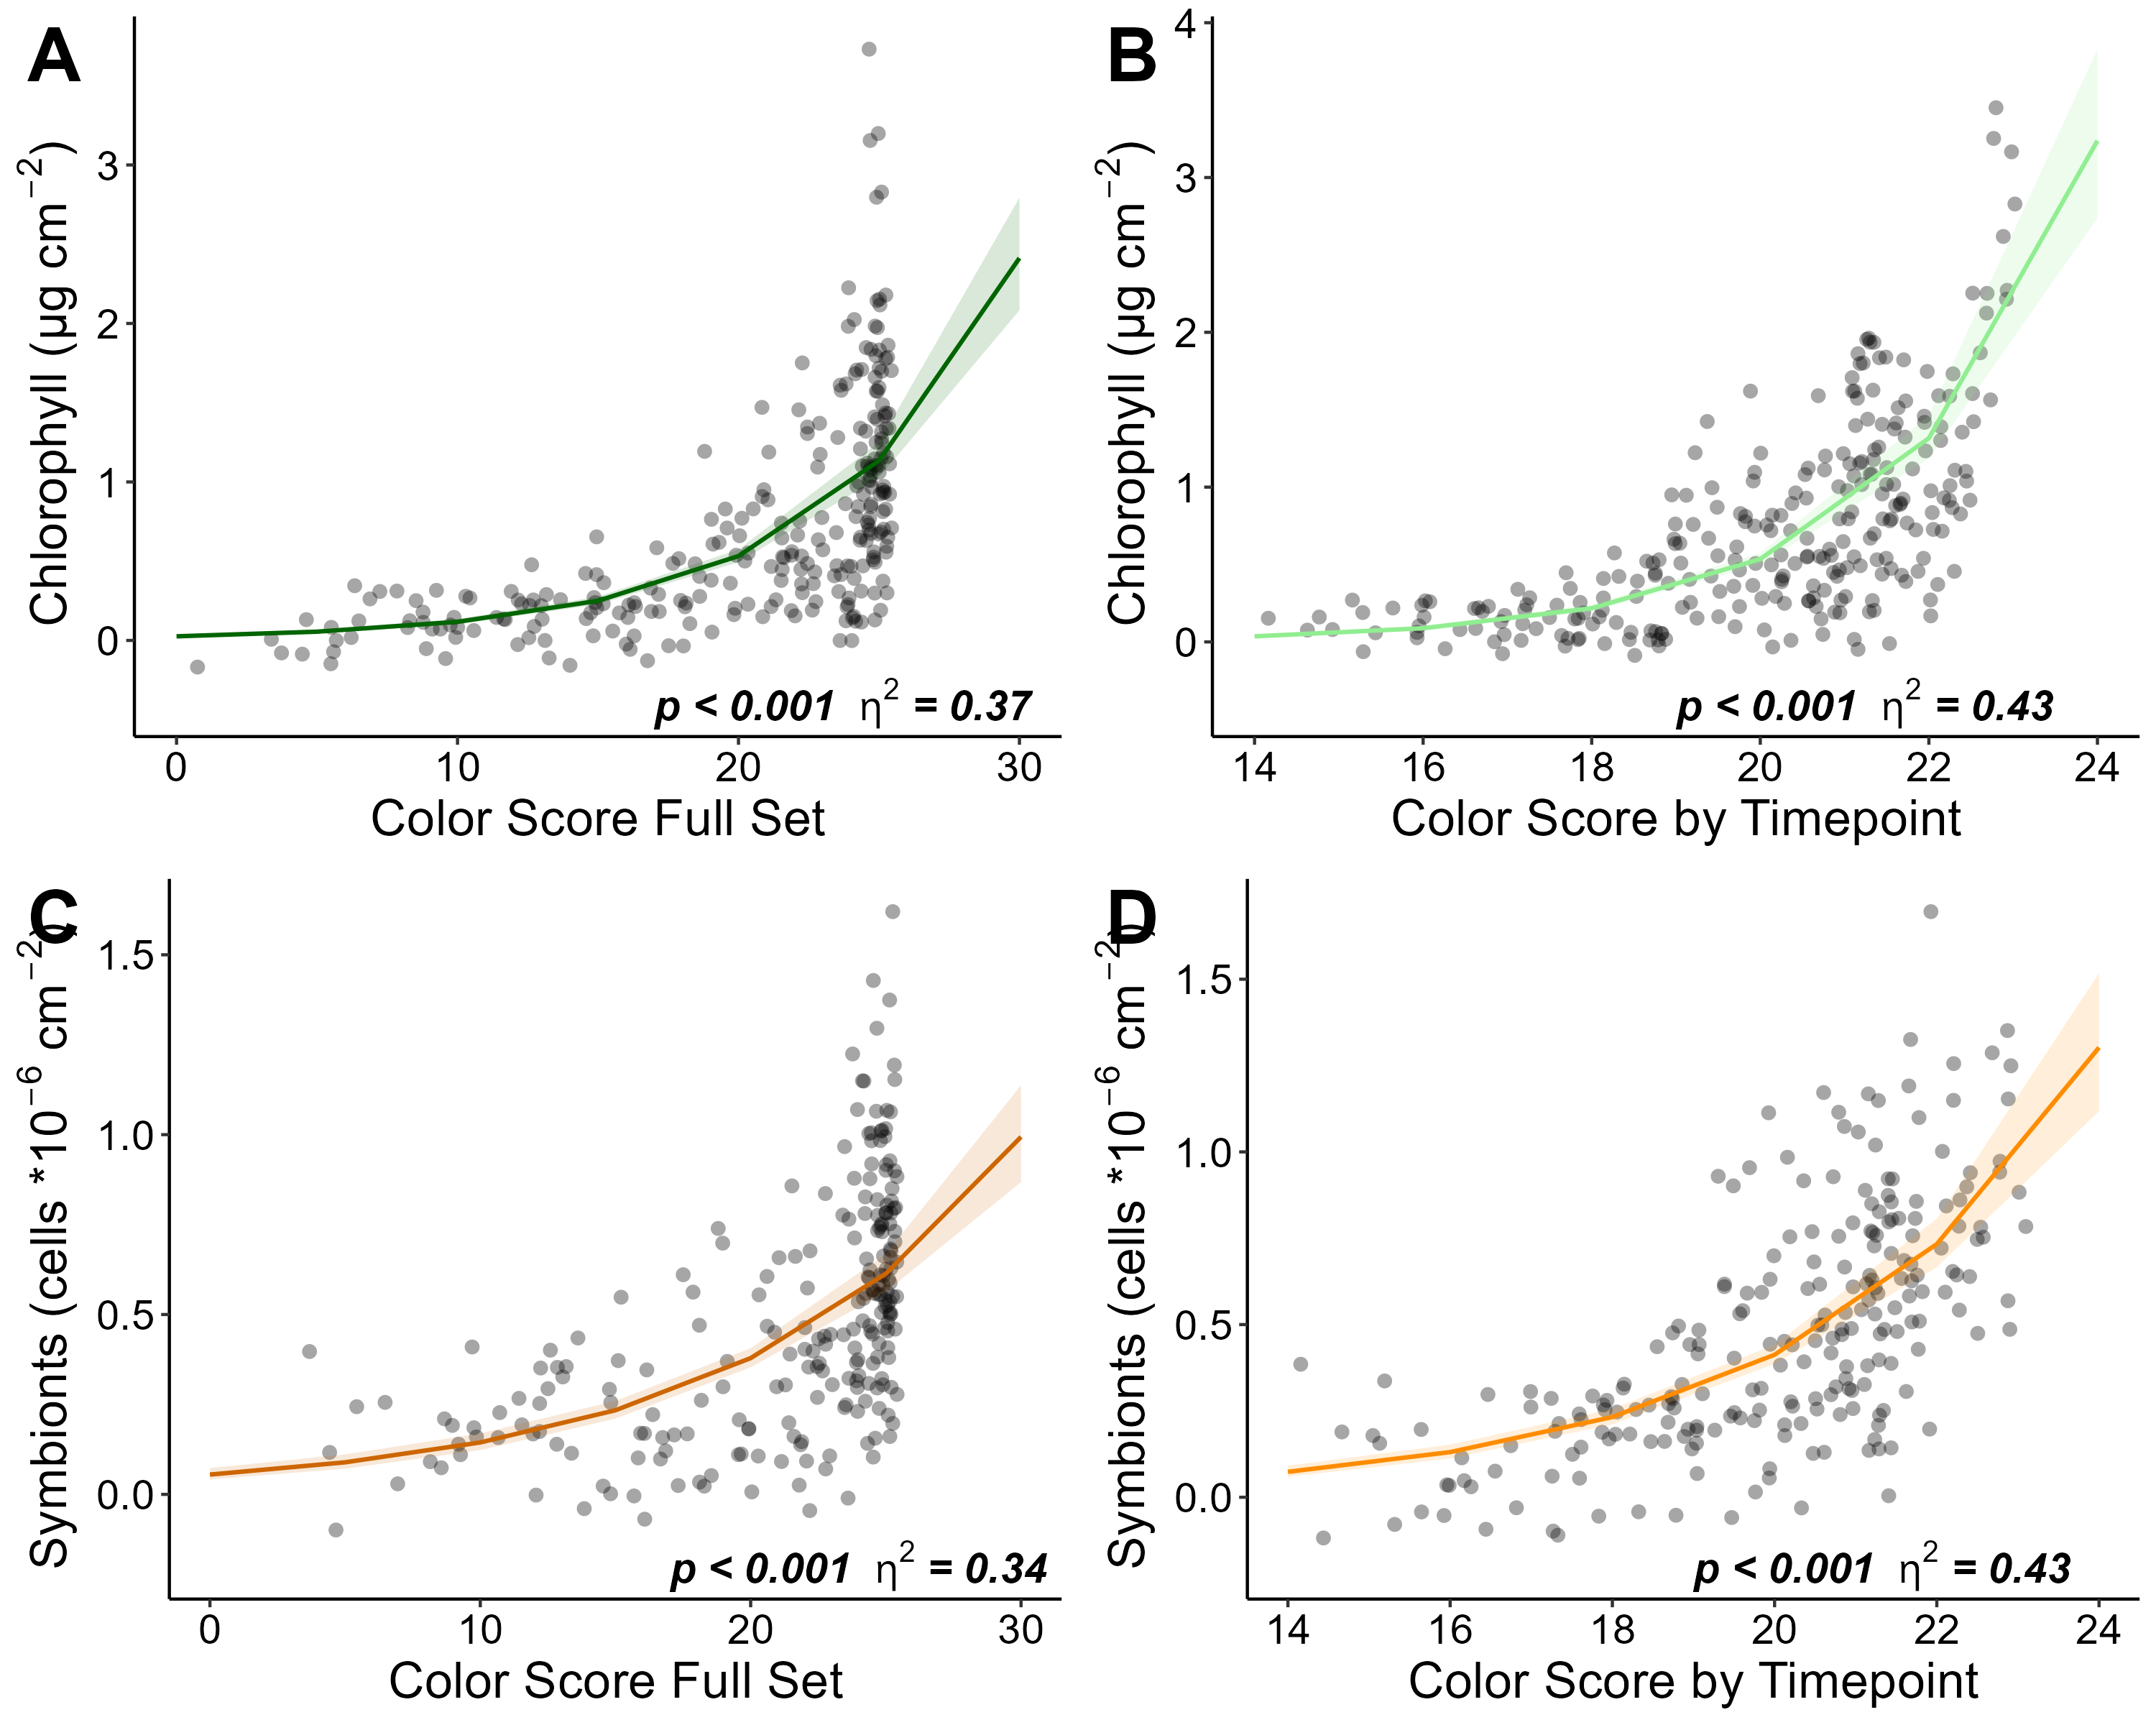 A
Chlorophyll (µg cm⁻²)
3
2
1
0
p < 0.001 η² = 0.37
0 10 20 30
Color Score Full Set
B
Chlorophyll (µg cm⁻²)
4
3
2
1
0
p < 0.001 η² = 0.43
14 16 18 20 22 24
Color Score by Timepoint
C
Symbionts (cells *10⁻⁶ cm⁻²)
1.5
1.0
0.5
0.0
p < 0.001 η² = 0.34
0 10 20 30
Color Score Full Set
D
Symbionts (cells *10⁻⁶ cm⁻²)
1.5
1.0
0.5
0.0
p < 0.001 η² = 0.43
14 16 18 20 22 24
Color Score by Timepoint